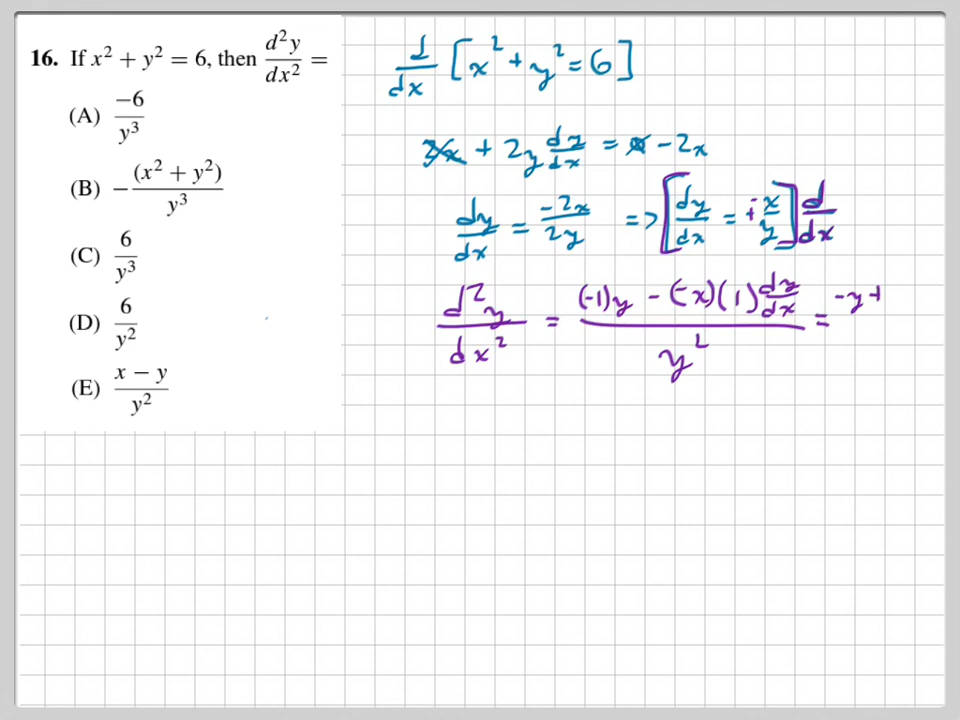 16. If x² + y² = 6, then d²y/dx² =
(A) −6/y³
(B) −(x² + y²)/y³
(C) 6/y³
(D) 6/y²
(E) x − y/y²
d/dx [x² + y² = 6]
2x + 2y dy/dx = 0 - 2x
dy/dx = -2x/2y => [dy/dx = -x/y] d/dx
d²y/dx² = (-1)y - (-x)(1)dy/dx / y² = -y +